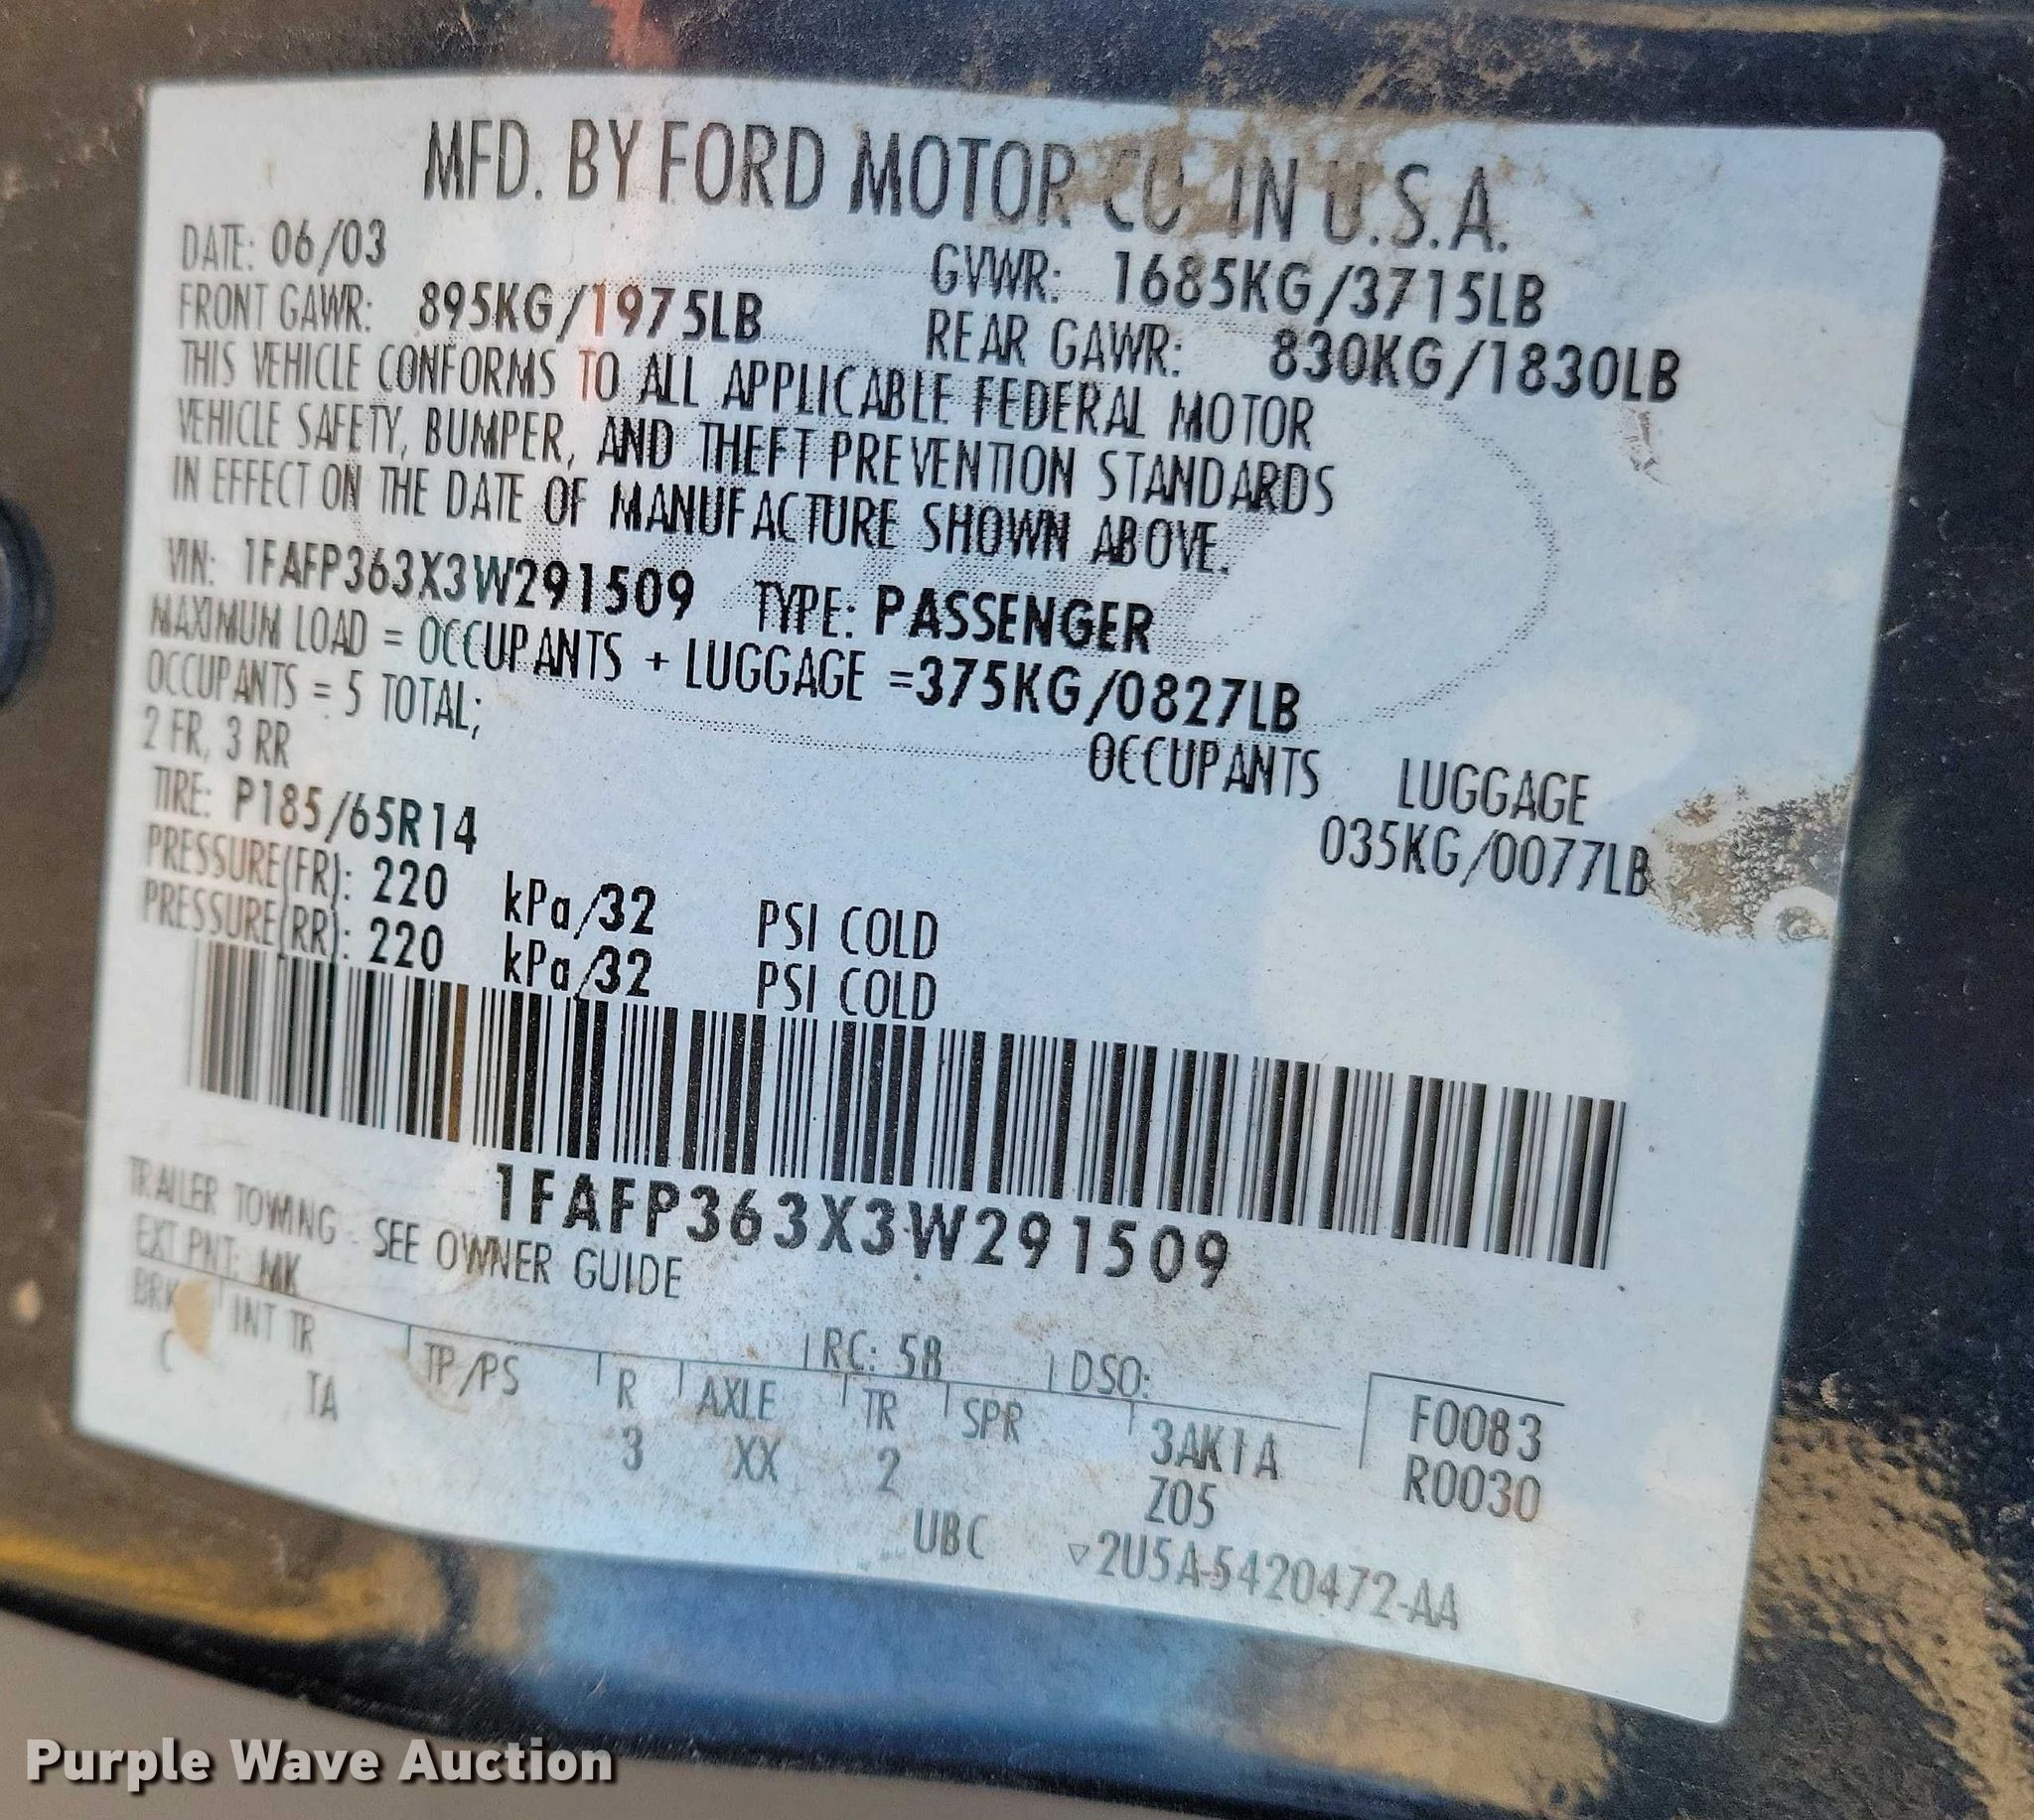 MFD. BY FORD MOTOR CO. IN U.S.A.
DATE: 06/03 GVWR: 1685KG/3715LB
FRONT GAWR: 895KG/1975LB REAR GAWR: 830KG/1830LB
THIS VEHICLE CONFORMS TO ALL APPLICABLE FEDERAL MOTOR
VEHICLE SAFETY, BUMPER, AND THEFT PREVENTION STANDARDS
IN EFFECT ON THE DATE OF MANUFACTURE SHOWN ABOVE.
VIN: 1FAFP363X3W291509 TYPE: PASSENGER
MAXIMUM LOAD = OCCUPANTS + LUGGAGE =375KG/0827LB
OCCUPANTS = 5 TOTAL; OCCUPANTS LUGGAGE
2 FR, 3 RR 035KG/0077LB
TIRE: P185/65R14
PRESSURE(FR): 220 kPa/32 PSI COLD
PRESSURE(RR): 220 kPa/32 PSI COLD
1FAFP363X3W291509
TRAILER TOWING - SEE OWNER GUIDE
EXT PNT: MK RC: 58 DSO: F0083
BRK INT TR TP/PS R AXLE TR SPR 3AK1A R0030
C TA 3 XX 2 Z05
UBC ▽2U5A-5420472-AA
Purple Wave Auction